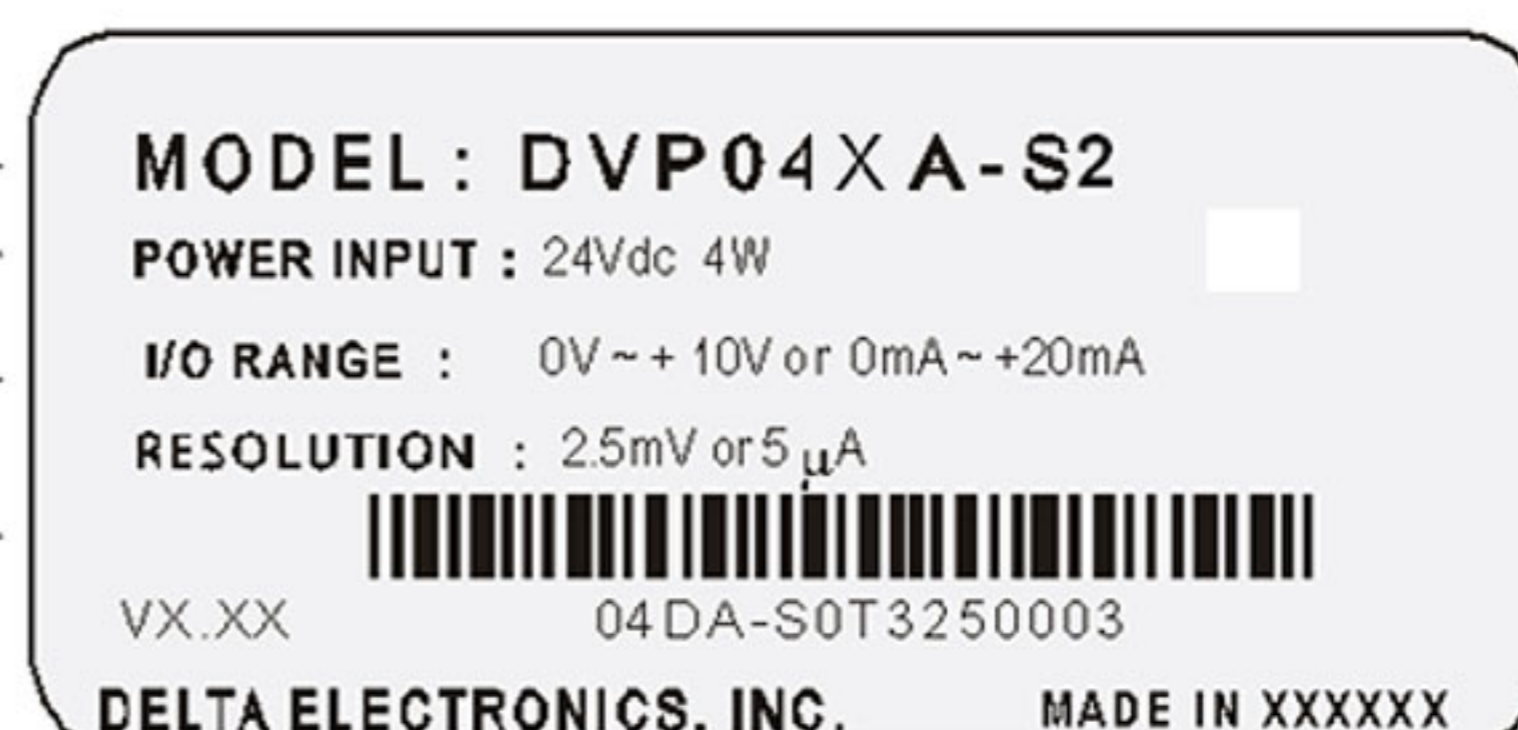 MODEL: DVP04XA-S2
POWER INPUT : 24Vdc 4W
I/O RANGE : 0V ~ + 10V or 0mA ~ +20mA
RESOLUTION : 2.5mV or 5 µA
VX.XX 04DA-S0T3250003
DELTA ELECTRONICS, INC. MADE IN XXXXXX